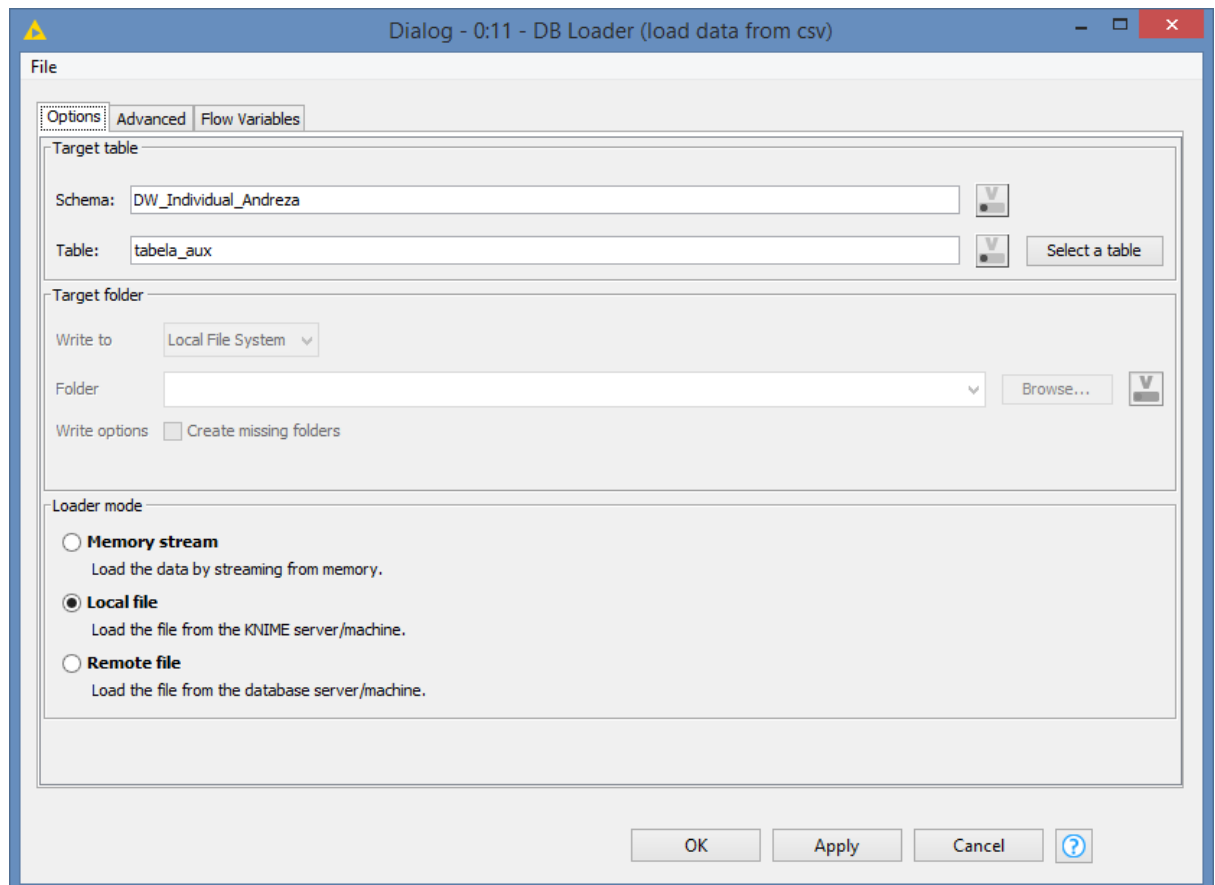 Dialog - 0:11 - DB Loader (load data from csv)
File
Options Advanced Flow Variables
Target table
Schema: DW_Individual_Andreza V
Table: tabela_aux V Select a table
Target folder
Write to Local File System
Folder Browse... V
Write options Create missing folders
Loader mode
Memory stream
Load the data by streaming from memory.
Local file
Load the file from the KNIME server/machine.
Remote file
Load the file from the database server/machine.
OK Apply Cancel ?